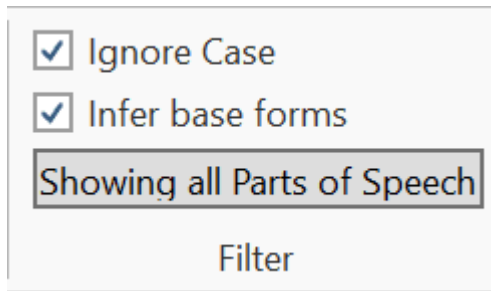 Ignore Case
Infer base forms
Showing all Parts of Speech
Filter